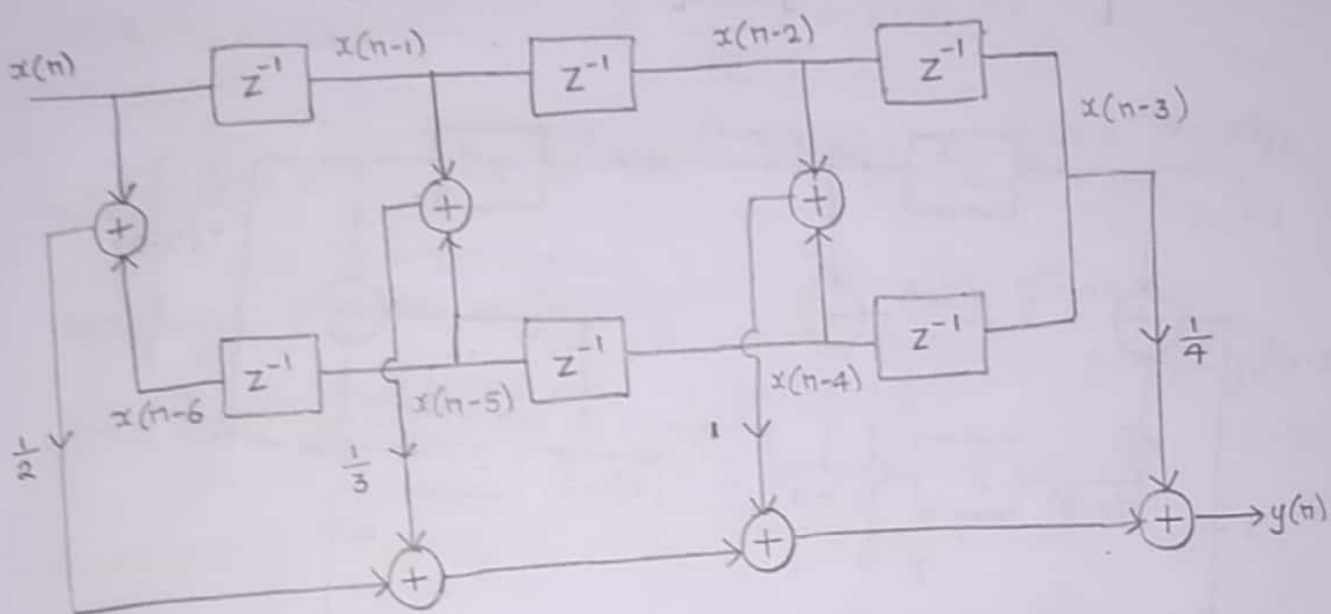 x(n)
z⁻¹
x(n-1)
z⁻¹
x(n-2)
z⁻¹
x(n-3)
+
+
+
z⁻¹
z⁻¹
z⁻¹
x(n-6
x(n-5)
x(n-4)
1/2
1/3
1
1/4
+
+
+
y(n)